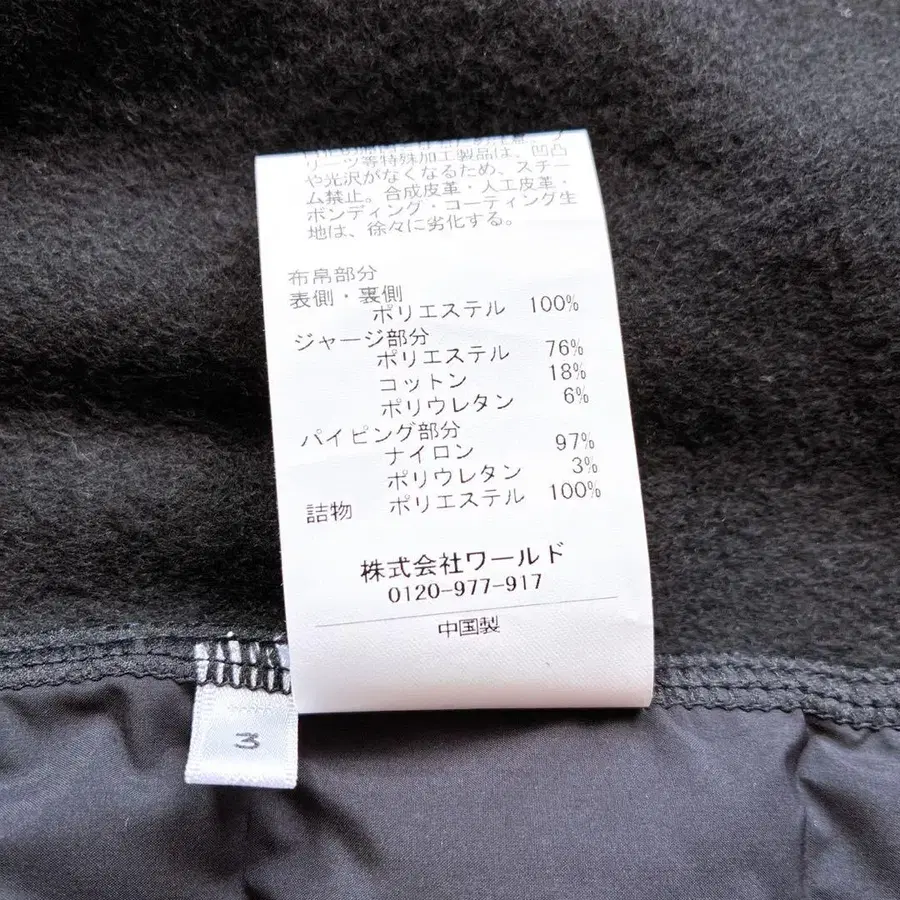 リーツ等特殊加工製品は、凹凸
や光沢がなくなるため、スチー
ム禁止。合成皮革・人工皮革・
ボンディング・コーティング生
地は、徐々に劣化する。
布帛部分
表側・裏側
ポリエステル 100%
ジャージ部分
ポリエステル 76%
コットン 18%
ポリウレタン 6%
パイピング部分
ナイロン 97%
ポリウレタン 3%
詰物 ポリエステル 100%
株式会社ワールド
0120-977-917
中国製
3